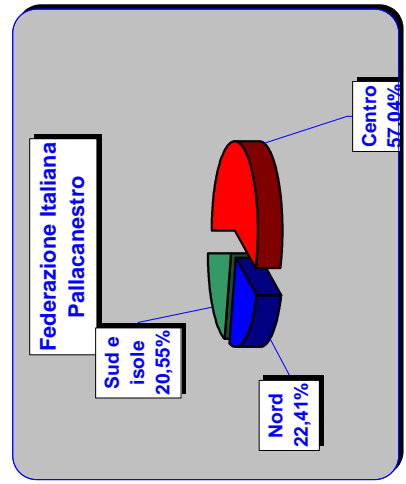 Federazione Italiana
Pallacanestro
Sud e
isole
20,55%
Nord
22,41%
Centro
57,04%